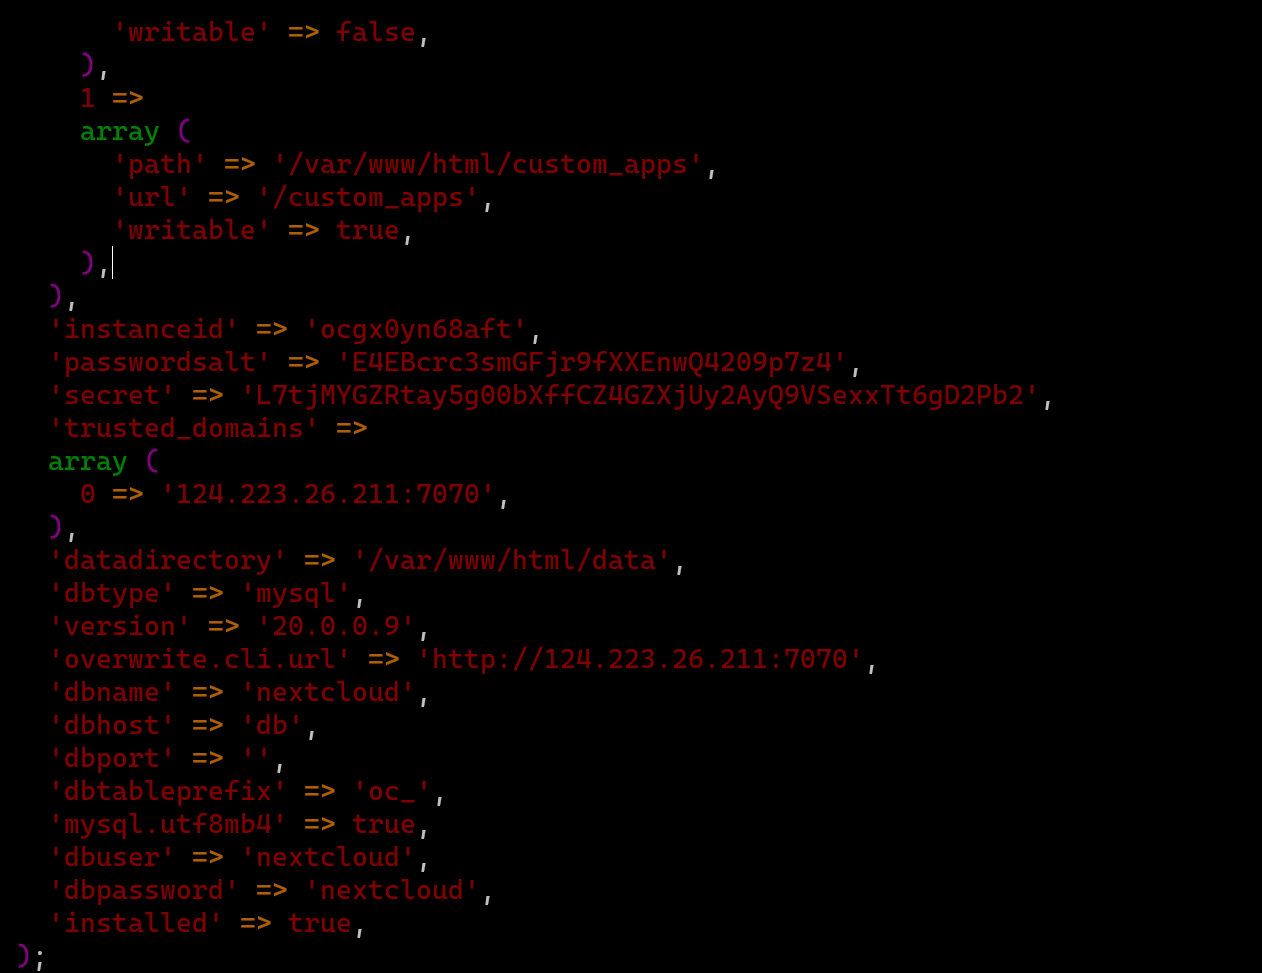 'writable' => false,
),
1 =>
array (
'path' => '/var/www/html/custom_apps',
'url' => '/custom_apps',
'writable' => true,
),
),
'instanceid' => 'ocgx0yn68aft',
'passwordsalt' => 'E4EBcrc3smGFjr9fXXEnwQ4209p7z4',
'secret' => 'L7tjMYGZRtay5g00bXffCZ4GZXjUy2AyQ9VSexxTt6gD2Pb2',
'trusted_domains' =>
array (
0 => '124.223.26.211:7070',
),
'datadirectory' => '/var/www/html/data',
'dbtype' => 'mysql',
'version' => '20.0.0.9',
'overwrite.cli.url' => 'http://124.223.26.211:7070',
'dbname' => 'nextcloud',
'dbhost' => 'db',
'dbport' => '',
'dbtableprefix' => 'oc_',
'mysql.utf8mb4' => true,
'dbuser' => 'nextcloud',
'dbpassword' => 'nextcloud',
'installed' => true,
);